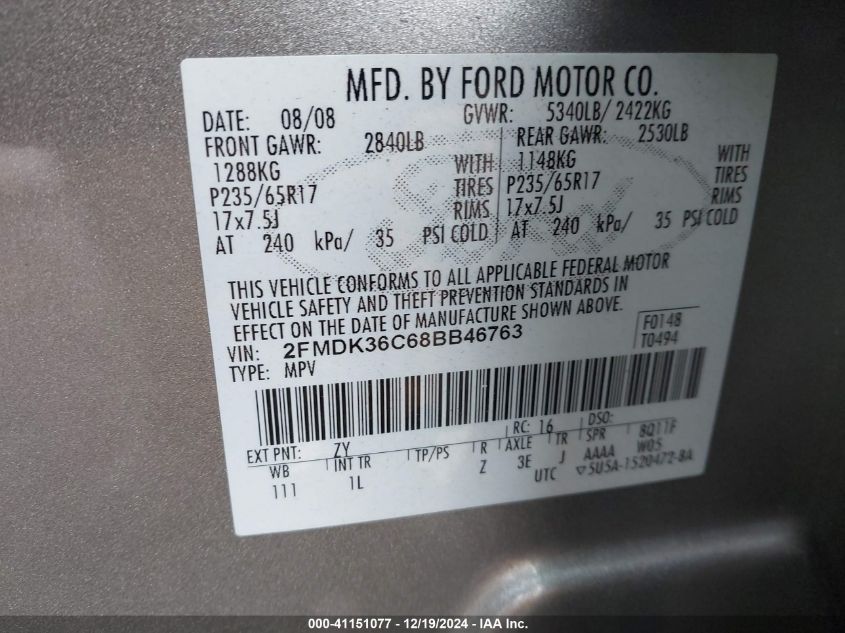 MFD. BY FORD MOTOR CO.
DATE: 08/08 GVWR: 5340LB/ 2422KG
FRONT GAWR: 2840LB REAR GAWR: 2530LB
1288KG WITH 1148KG WITH
P235/65R17 TIRES P235/65R17 TIRES
17x7.5J RIMS 17x7.5J RIMS
AT 240 kPa/ 35 PSI COLD AT 240 kPa/ 35 PSI COLD
THIS VEHICLE CONFORMS TO ALL APPLICABLE FEDERAL MOTOR
VEHICLE SAFETY AND THEFT PREVENTION STANDARDS IN
EFFECT ON THE DATE OF MANUFACTURE SHOWN ABOVE.
VIN: 2FMDK36C68BB46763 F0148
TYPE: MPV T0494
EXT PNT: ZY RC: 16 DSO: 8Q11F
WB INT TR TP/PS R AXLE TR SPR W05
111 1L Z 3E J AAAA
UTC ▽5U5A-1520472-BA
000-41151077 - 12/19/2024 - IAA Inc.